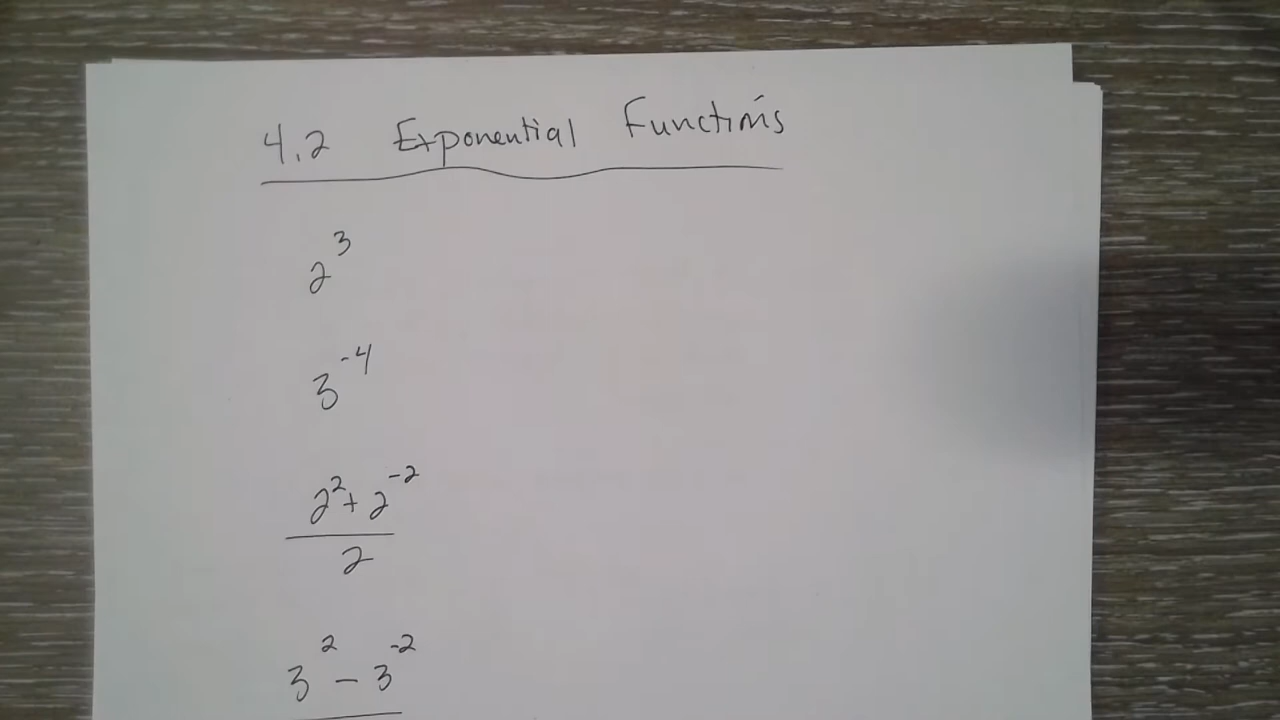 4.2 Exponential Functions
2^3
3^-4
2^2 + 2^-2
2
3^2 - 3^-2